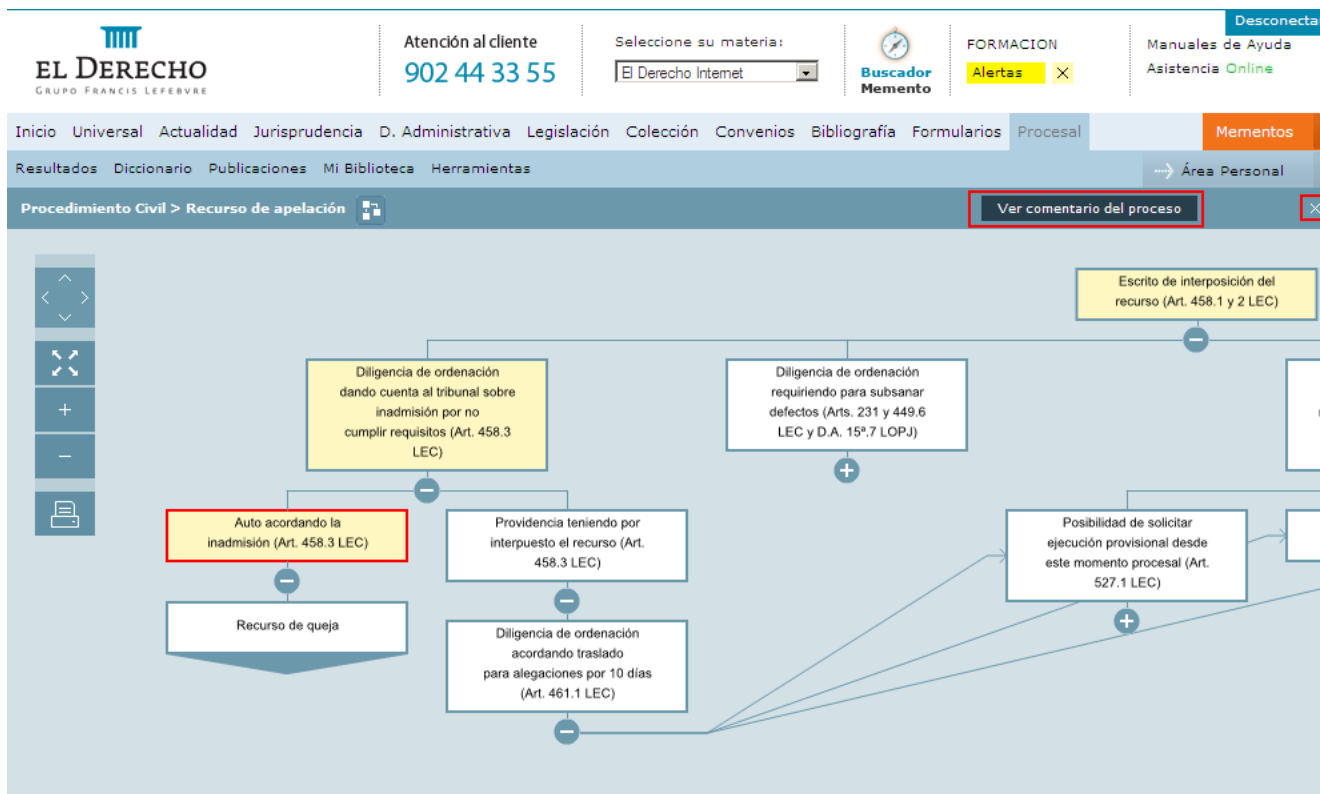 EL DERECHO
GRUPO FRANCIS LEFEBVRE
Atención al cliente
902 44 33 55
Seleccione su materia:
El Derecho Internet
Buscador
Memento
FORMACION
Alertas
Desconecta
Manuales de Ayuda
Asistencia Online
Inicio Universal Actualidad Jurisprudencia D. Administrativa Legislación Colección Convenios Bibliografía Formularios Procesal Mementos
Resultados Diccionario Publicaciones Mi Biblioteca Herramientas Área Personal
Procedimiento Civil > Recurso de apelación Ver comentario del proceso
Escrito de interposición del
recurso (Art. 458.1 y 2 LEC)
Diligencia de ordenación
dando cuenta al tribunal sobre
inadmisión por no
cumplir requisitos (Art. 458.3
LEC)
Diligencia de ordenación
requiriendo para subsanar
defectos (Arts. 231 y 449.6
LEC y D.A. 15ª.7 LOPJ)
Auto acordando la
inadmisión (Art. 458.3 LEC)
Providencia teniendo por
interpuesto el recurso (Art.
458.3 LEC)
Posibilidad de solicitar
ejecución provisional desde
este momento procesal (Art.
527.1 LEC)
Recurso de queja
Diligencia de ordenación
acordando traslado
para alegaciones por 10 días
(Art. 461.1 LEC)